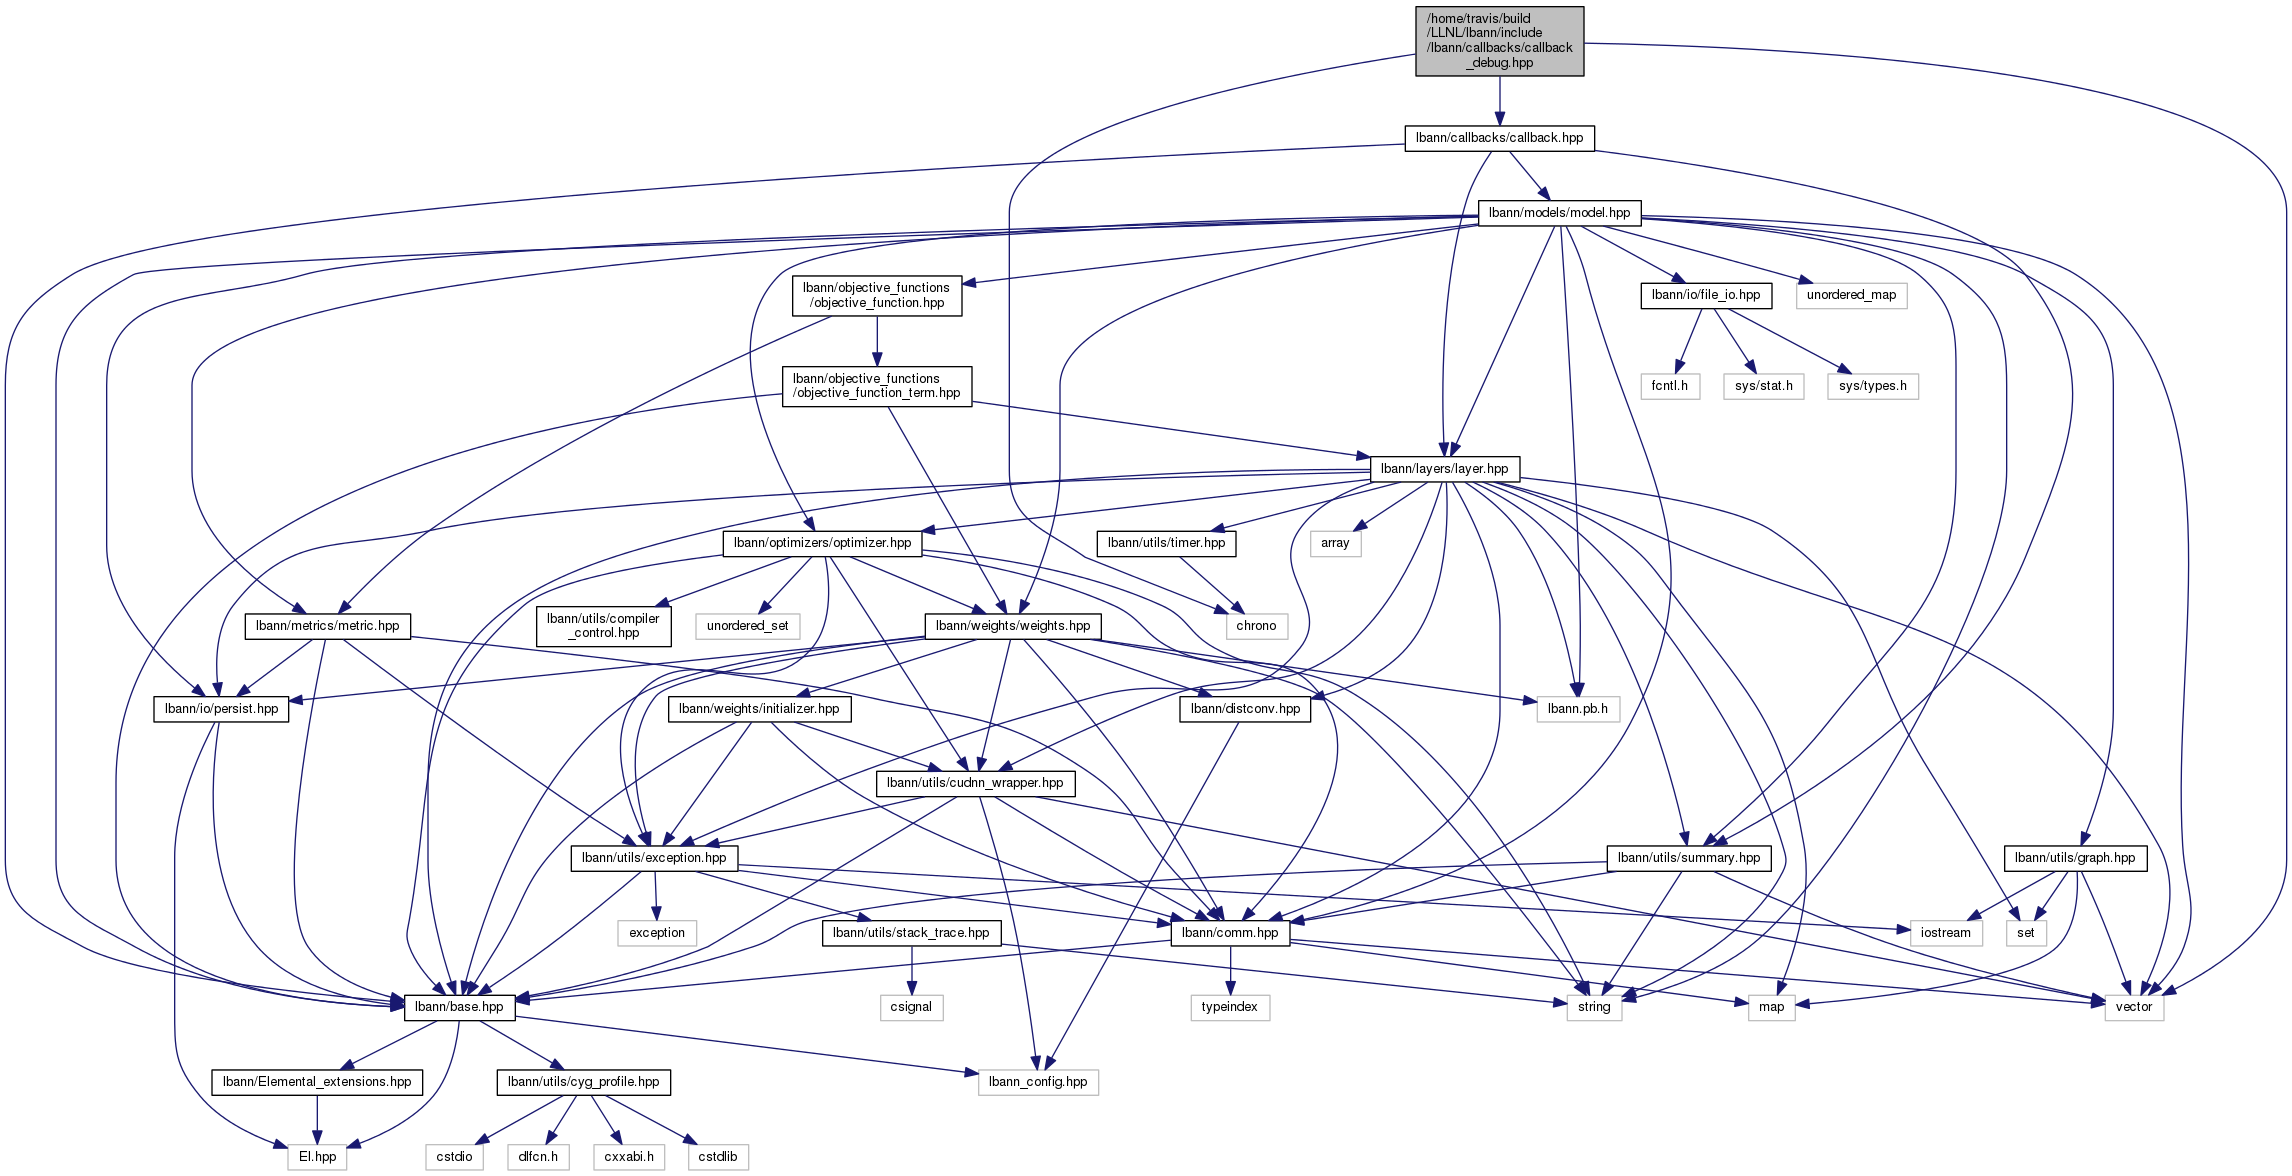 /home/travis/build
/LLNL/lbann/include
/lbann/callbacks/callback
_debug.hpp
lbann/callbacks/callback.hpp
lbann/models/model.hpp
lbann/objective_functions
/objective_function.hpp
lbann/io/file_io.hpp
unordered_map
lbann/objective_functions
/objective_function_term.hpp
fcntl.h
sys/stat.h
sys/types.h
lbann/layers/layer.hpp
lbann/optimizers/optimizer.hpp
lbann/utils/timer.hpp
array
lbann/metrics/metric.hpp
lbann/utils/compiler
_control.hpp
unordered_set
lbann/weights/weights.hpp
chrono
lbann/io/persist.hpp
lbann/weights/initializer.hpp
lbann/distconv.hpp
lbann.pb.h
lbann/utils/cudnn_wrapper.hpp
lbann/utils/exception.hpp
lbann/utils/summary.hpp
lbann/utils/graph.hpp
exception
lbann/utils/stack_trace.hpp
lbann/comm.hpp
iostream
set
lbann/base.hpp
csignal
typeindex
string
map
vector
lbann/Elemental_extensions.hpp
lbann/utils/cyg_profile.hpp
lbann_config.hpp
El.hpp
cstdio
dlfcn.h
cxxabi.h
cstdlib